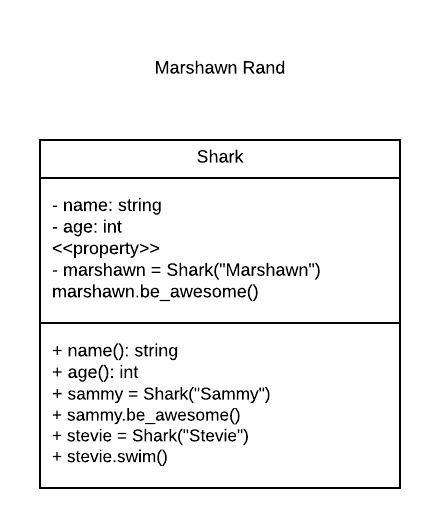 Marshawn Rand
Shark
- name: string
- age: int
<<property>>
- marshawn = Shark("Marshawn")
marshawn.be_awesome()
+ name(): string
+ age(): int
+ sammy = Shark("Sammy")
+ sammy.be_awesome()
+ stevie = Shark("Stevie")
+ stevie.swim()